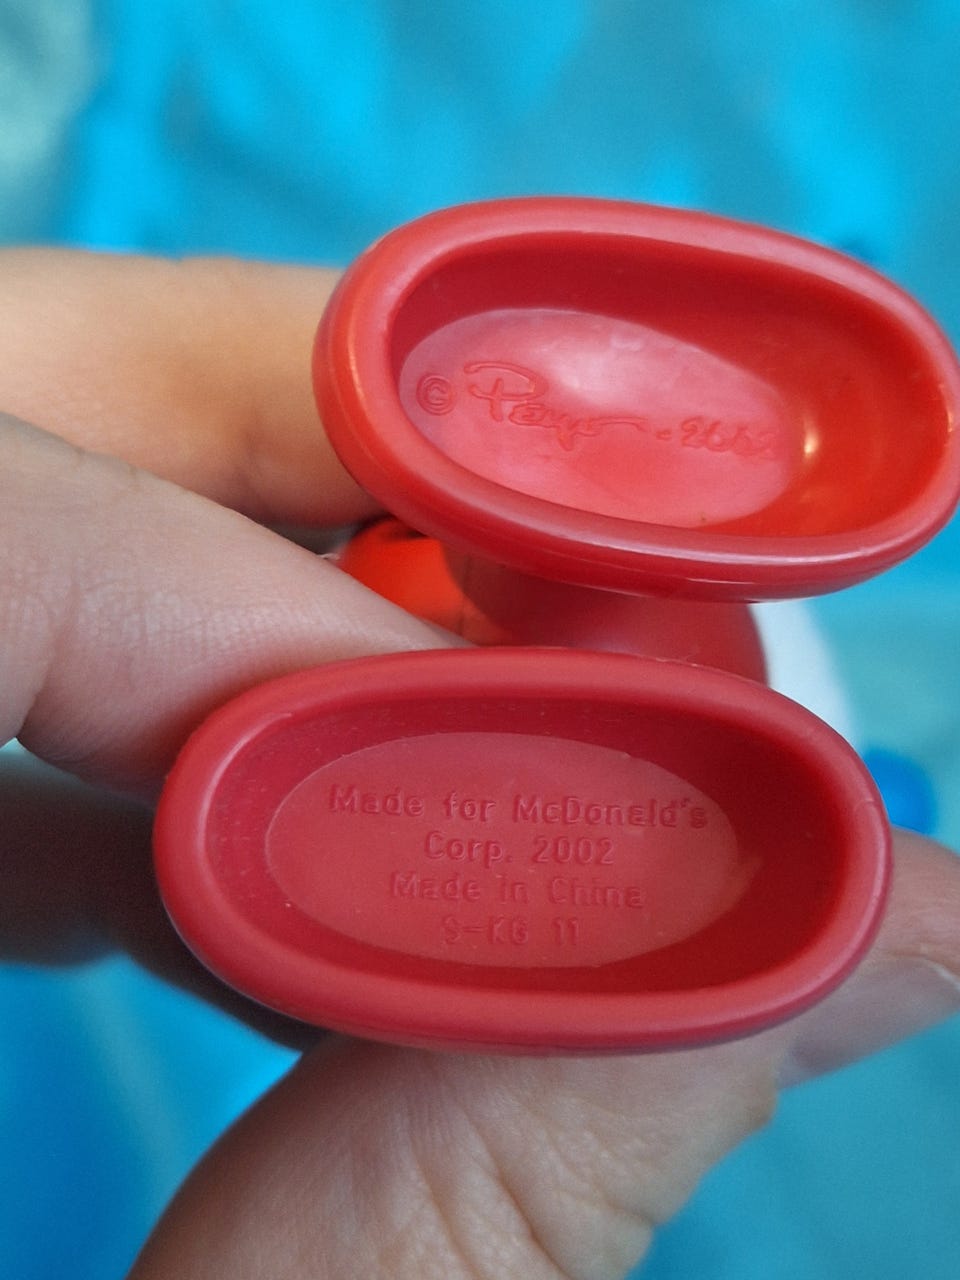 © Peyo - 2002
Made for McDonald's
Corp. 2002
Made in China
S-KG 11